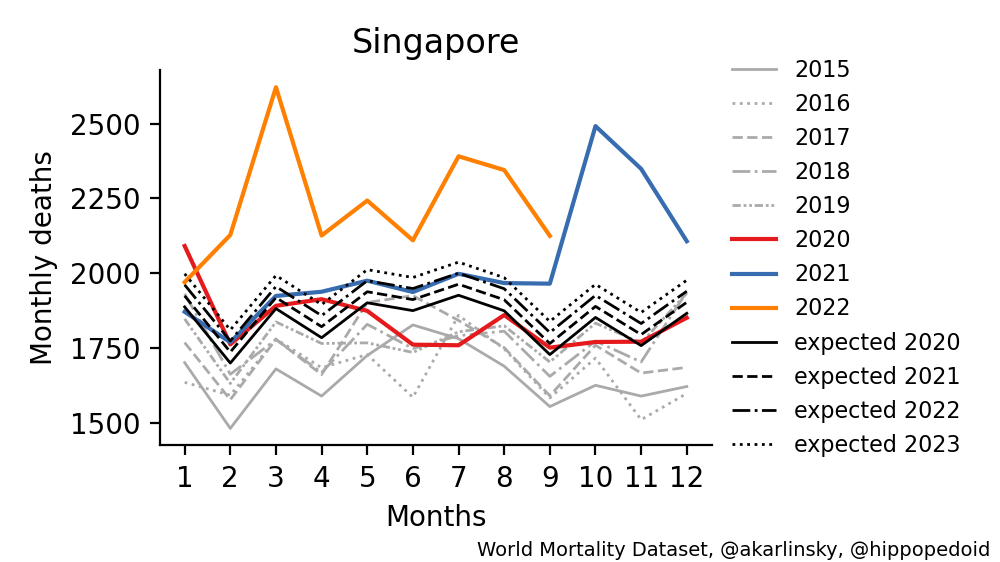 Singapore
Monthly deaths
2500
2250
2000
1750
1500
1 2 3 4 5 6 7 8 9 10 11 12
Months
2015
2016
2017
2018
2019
2020
2021
2022
expected 2020
expected 2021
expected 2022
expected 2023
World Mortality Dataset, @akarlinsky, @hippopedoid